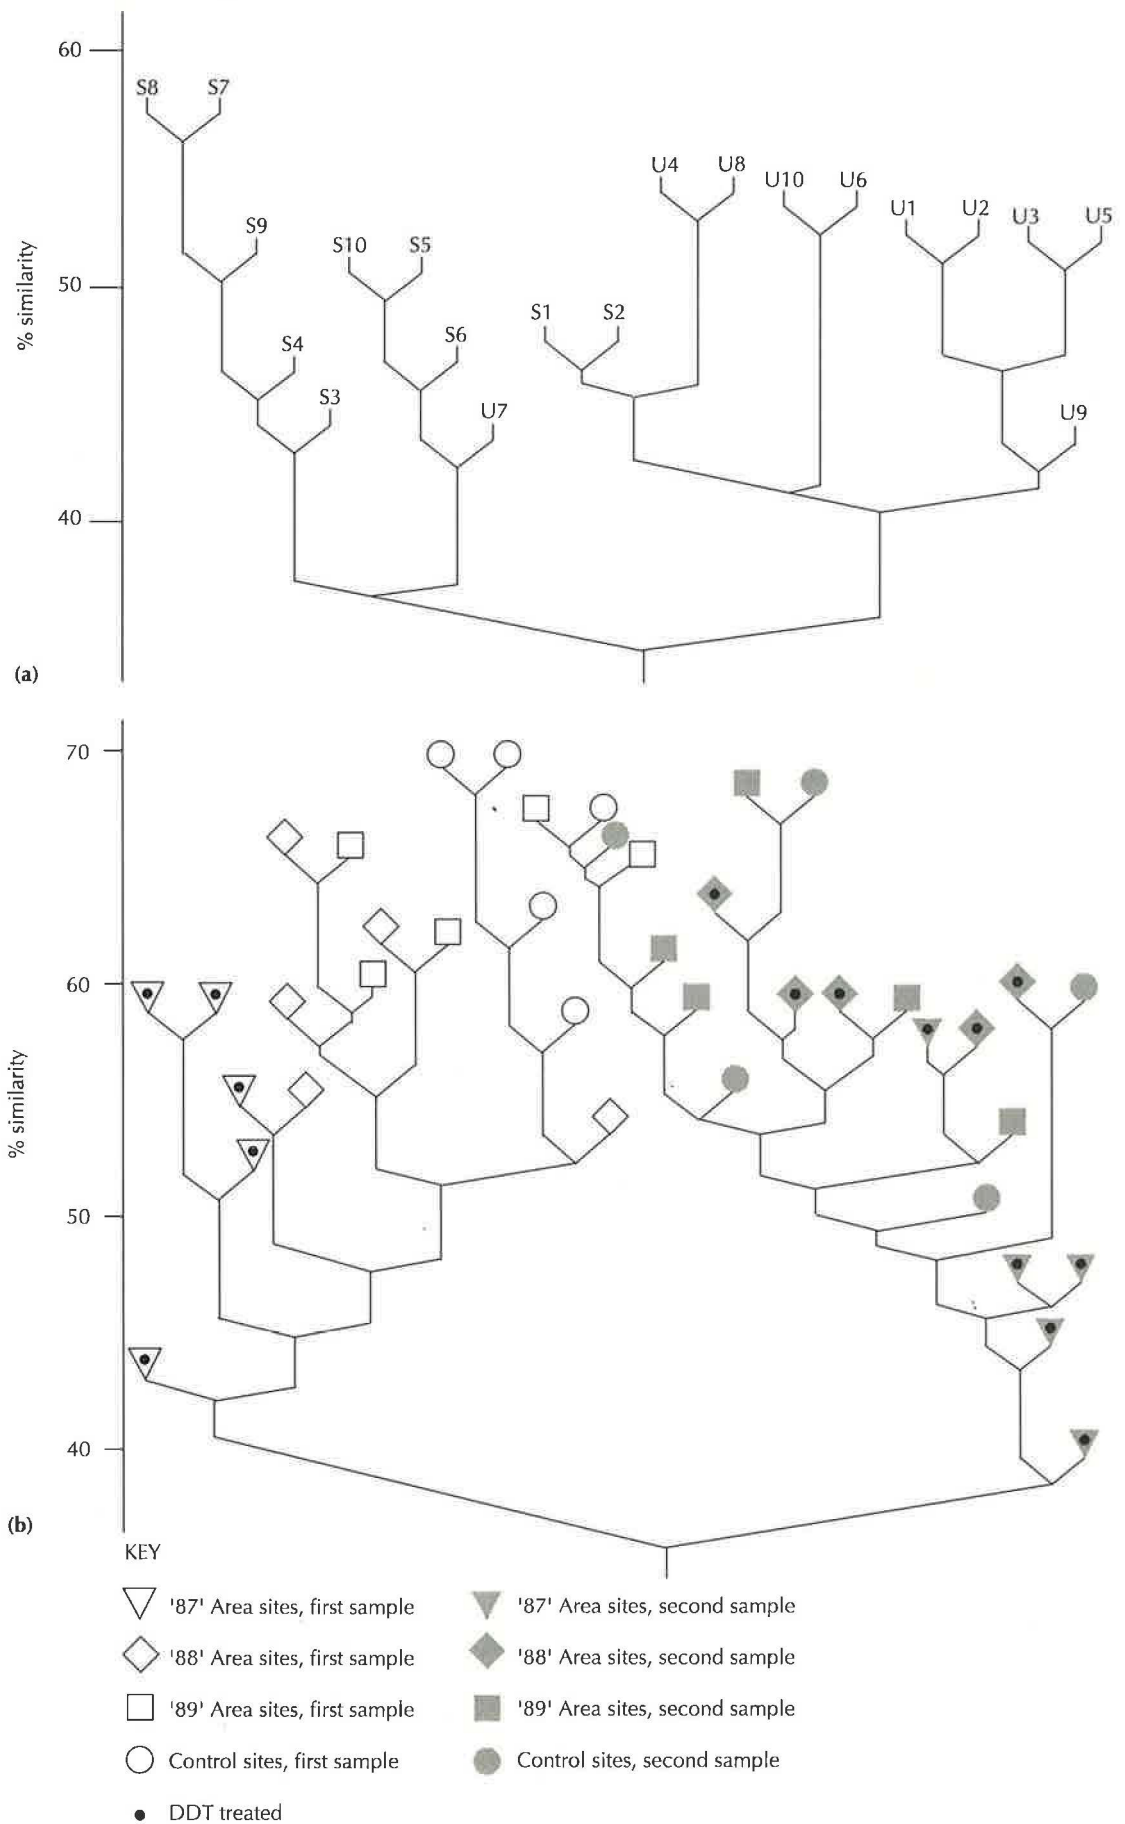 60
S8 S7
U4 U8
U10 U6
U1 U2
U3 U5
S9
S10 S5
50
% similarity
S1 S2
S6
S4
S3
U7
U9
40
(a)
70
60
% similarity
50
40
(b)
KEY
'87' Area sites, first sample
'87' Area sites, second sample
'88' Area sites, first sample
'88' Area sites, second sample
'89' Area sites, first sample
'89' Area sites, second sample
Control sites, first sample
Control sites, second sample
DDT treated